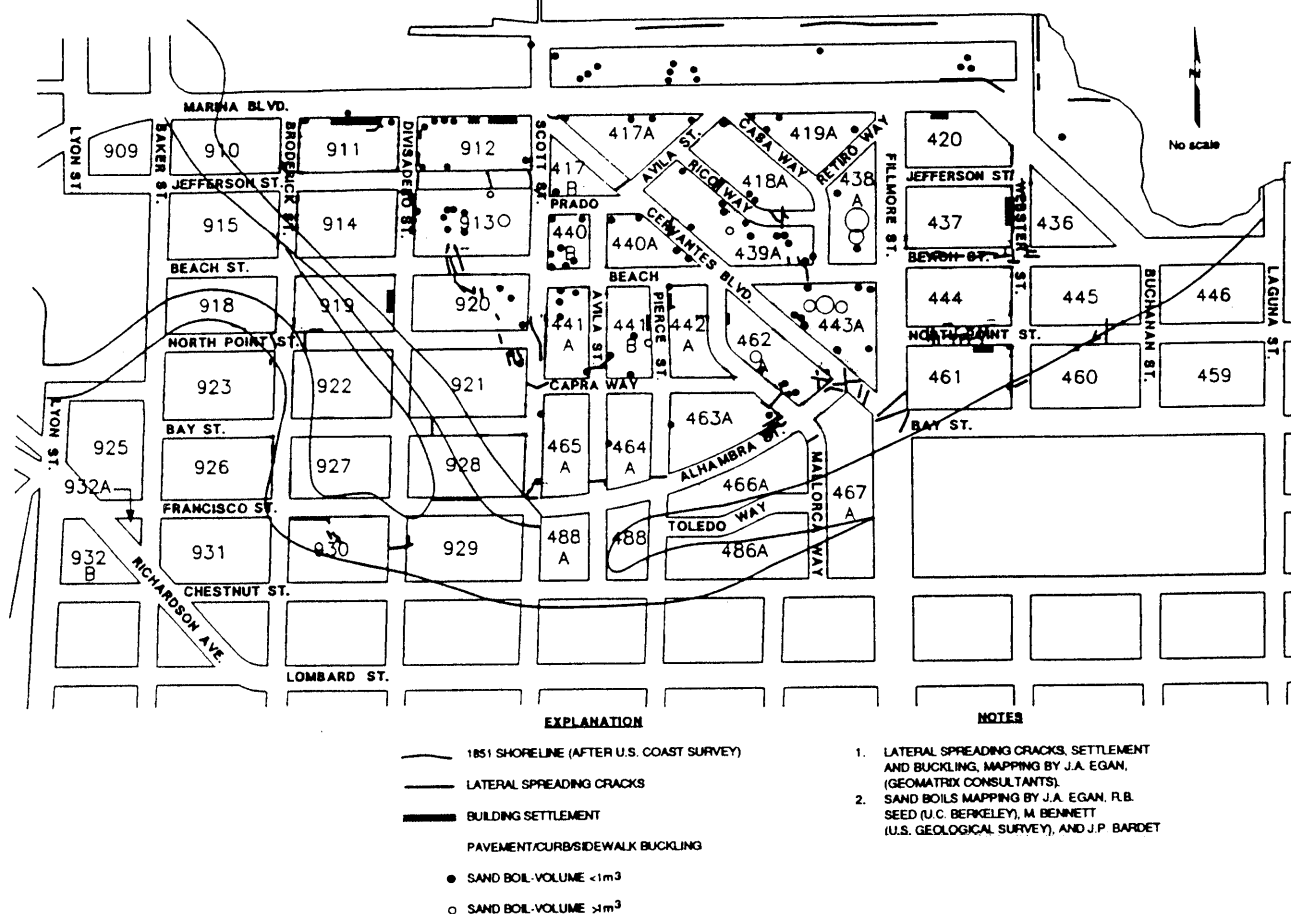 MARINA BLVD.
N
No scale
LYON ST.
BAKER ST.
BRODERICK ST.
DIVISADERO ST.
SCOTT ST.
AVILA ST.
CASA WAY
RETIRO WAY
RICO WAY
FILLMORE ST.
WEBSTER ST.
BUCHANAN ST.
LAGUNA ST.
909
910
911
912
417A
419A
420
JEFFERSON ST.
417
B
418A
438
A
JEFFERSON ST.
PRADO
915
914
913
440
B
440A
CERVANTES BLVD.
439A
437
436
BEACH ST.
BEACH
BEACH ST.
918
919
920
441
A
AVILA ST.
441
B
PIERCE ST.
442
A
462
A
443A
444
445
446
NORTH POINT ST.
NORTH POINT ST.
923
922
921
CAPRA WAY
461
460
459
LYON ST.
925
BAY ST.
463A
BAY ST.
926
927
928
465
A
464
A
ALHAMBRA ST.
MALLORCA WAY
932A
466A
467
A
FRANCISCO ST.
TOLEDO WAY
932
B
931
930
929
488
A
488
486A
CHESTNUT ST.
RICHARDSON AVE.
LOMBARD ST.
EXPLANATION
1851 SHORELINE (AFTER U.S. COAST SURVEY)
LATERAL SPREADING CRACKS
BUILDING SETTLEMENT
PAVEMENT/CURB/SIDEWALK BUCKLING
SAND BOIL-VOLUME <1m3
SAND BOIL-VOLUME >1m3
NOTES
1. LATERAL SPREADING CRACKS, SETTLEMENT
AND BUCKLING, MAPPING BY J.A. EGAN,
(GEOMATRIX CONSULTANTS).
2. SAND BOILS MAPPING BY J.A. EGAN, R.B.
SEED (U.C. BERKELEY), M. BENNETT
(U.S. GEOLOGICAL SURVEY), AND J.P. BARDET